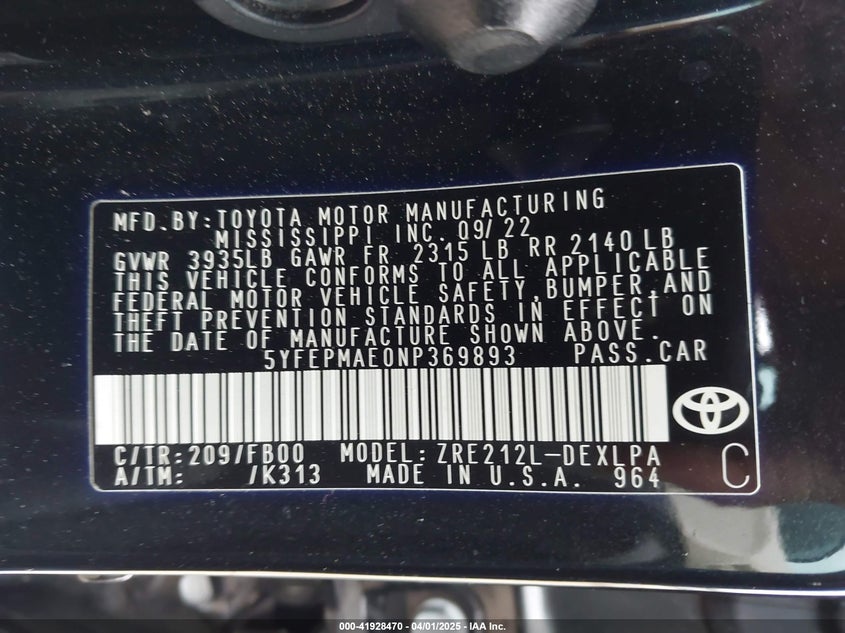 MFD.BY:TOYOTA MOTOR MANUFACTURING
MISSISSIPPI INC. 09/22
GVWR 3935LB GAWR FR 2315 LB RR 2140 LB
THIS VEHICLE CONFORMS TO ALL APPLICABLE
FEDERAL MOTOR VEHICLE SAFETY,BUMPER,AND
THEFT PREVENTION STANDARDS IN EFFECT ON
THE DATE OF MANUFACTURE SHOWN ABOVE.
5YFEPMAE0NP369893 PASS.CAR
C/TR:209/FB00 MODEL:ZRE212L-DEXLPA
A/TM: /K313 MADE IN U.S.A. 964
C
000-41928470 - 04/01/2025 - IAA, Inc.